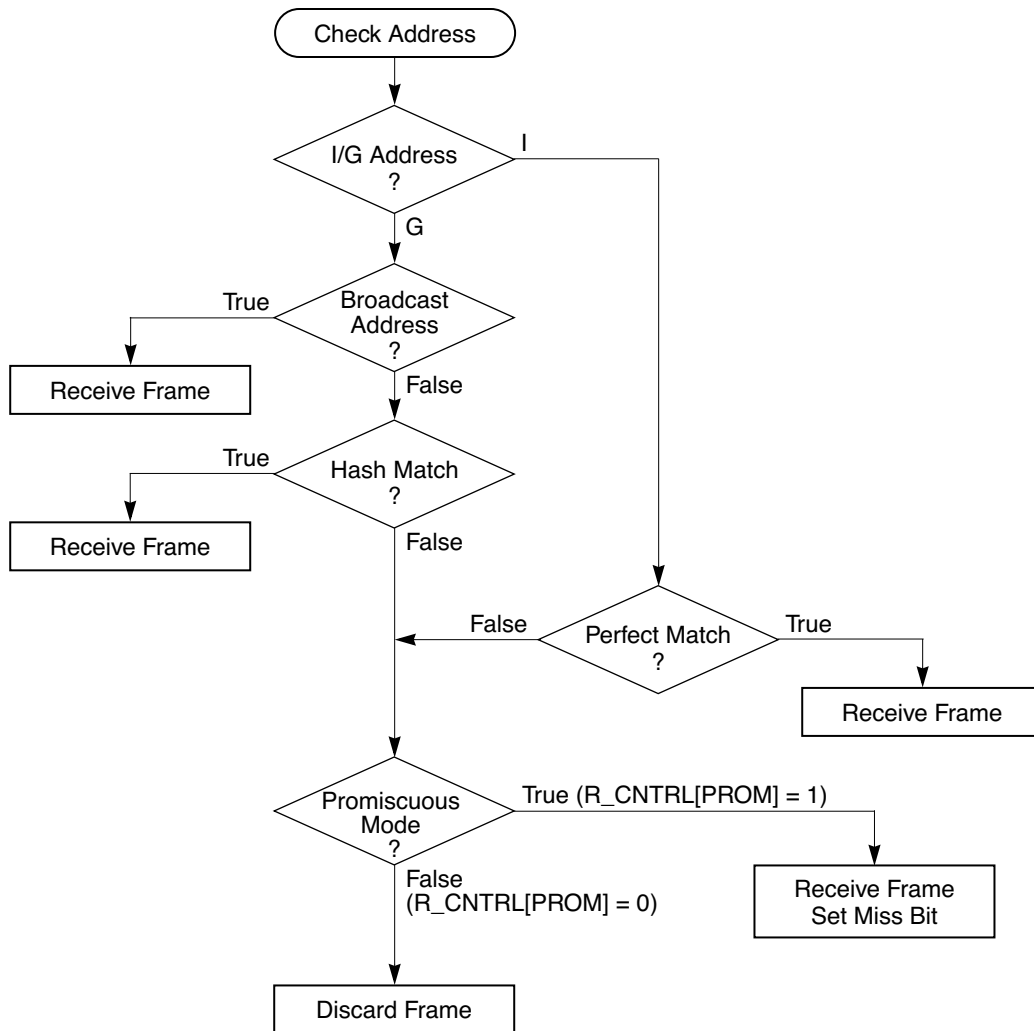 Check Address
I/G Address
?
I
G
Broadcast
Address
?
True
Receive Frame
False
Hash Match
?
True
Receive Frame
False
Perfect Match
?
False
True
Receive Frame
Promiscuous
Mode
?
True (R_CNTRL[PROM] = 1)
Receive Frame
Set Miss Bit
False
(R_CNTRL[PROM] = 0)
Discard Frame